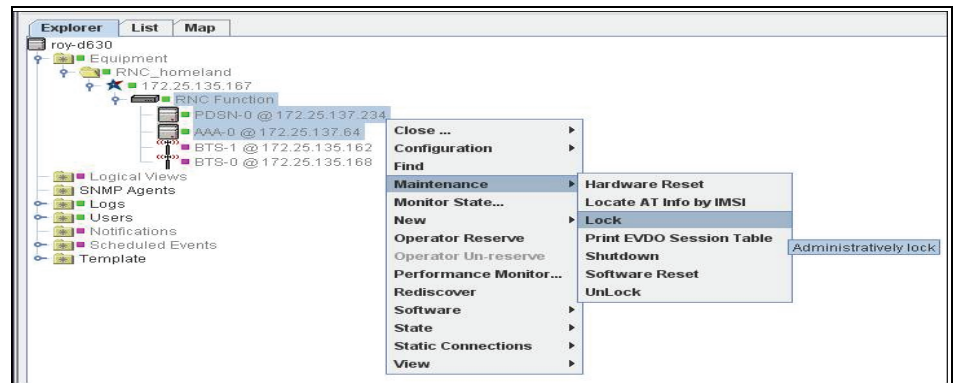 Explorer List Map
roy-d630
Equipment
RNC_homeland
172.25.135.167
RNC Function
PDSN-0 @ 172.25.137.234
AAA-0 @ 172.25.137.64
BTS-1 @ 172.25.135.162
BTS-0 @ 172.25.135.168
Logical Views
SNMP Agents
Logs
Users
Notifications
Scheduled Events
Template
Close ...
Configuration
Find
Maintenance
Monitor State...
New
Operator Reserve
Operator Un-reserve
Performance Monitor...
Rediscover
Software
State
Static Connections
View
Hardware Reset
Locate AT Info by IMSI
Lock
Print EVDO Session Table
Shutdown
Software Reset
UnLock
Administratively lock